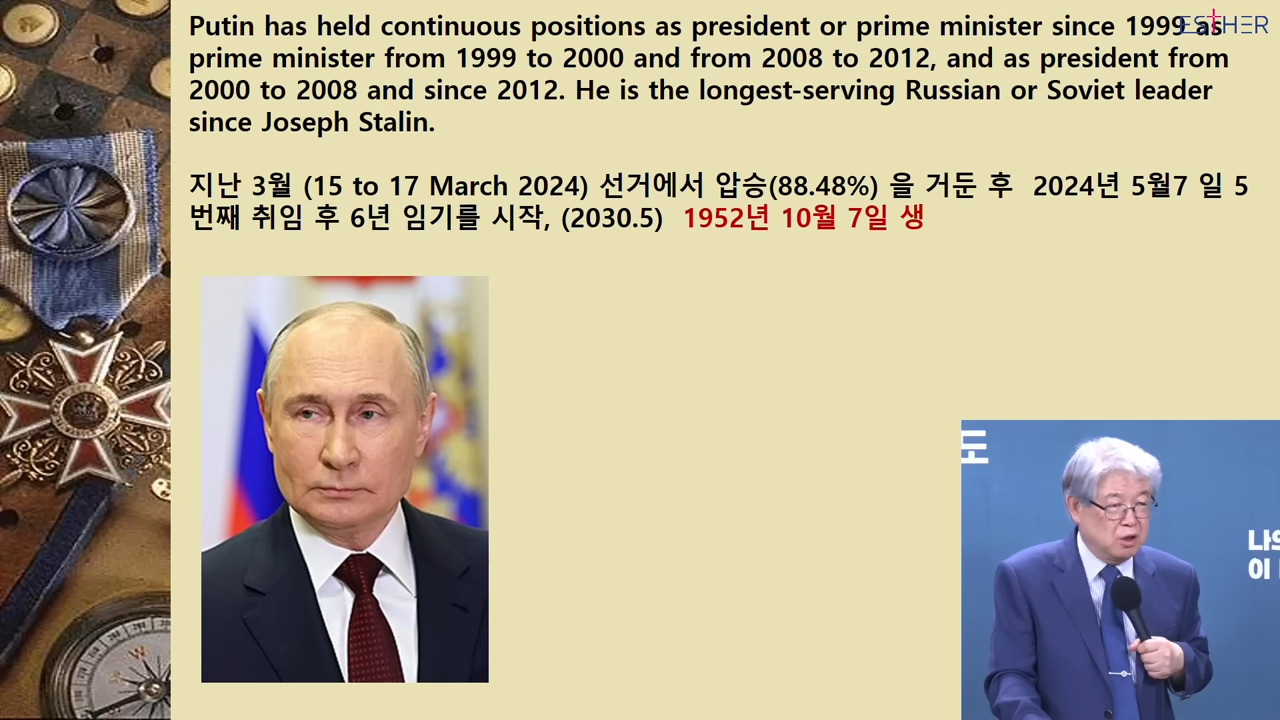 Putin has held continuous positions as president or prime minister since 1999 as
ESTHER
prime minister from 1999 to 2000 and from 2008 to 2012, and as president from
2000 to 2008 and since 2012. He is the longest-serving Russian or Soviet leader
since Joseph Stalin.
지난 3월 (15 to 17 March 2024) 선거에서 압승(88.48%) 을 거둔 후 2024년 5월7 일 5
번째 취임 후 6년 임기를 시작, (2030.5) 1952년 10월 7일 생
도
이